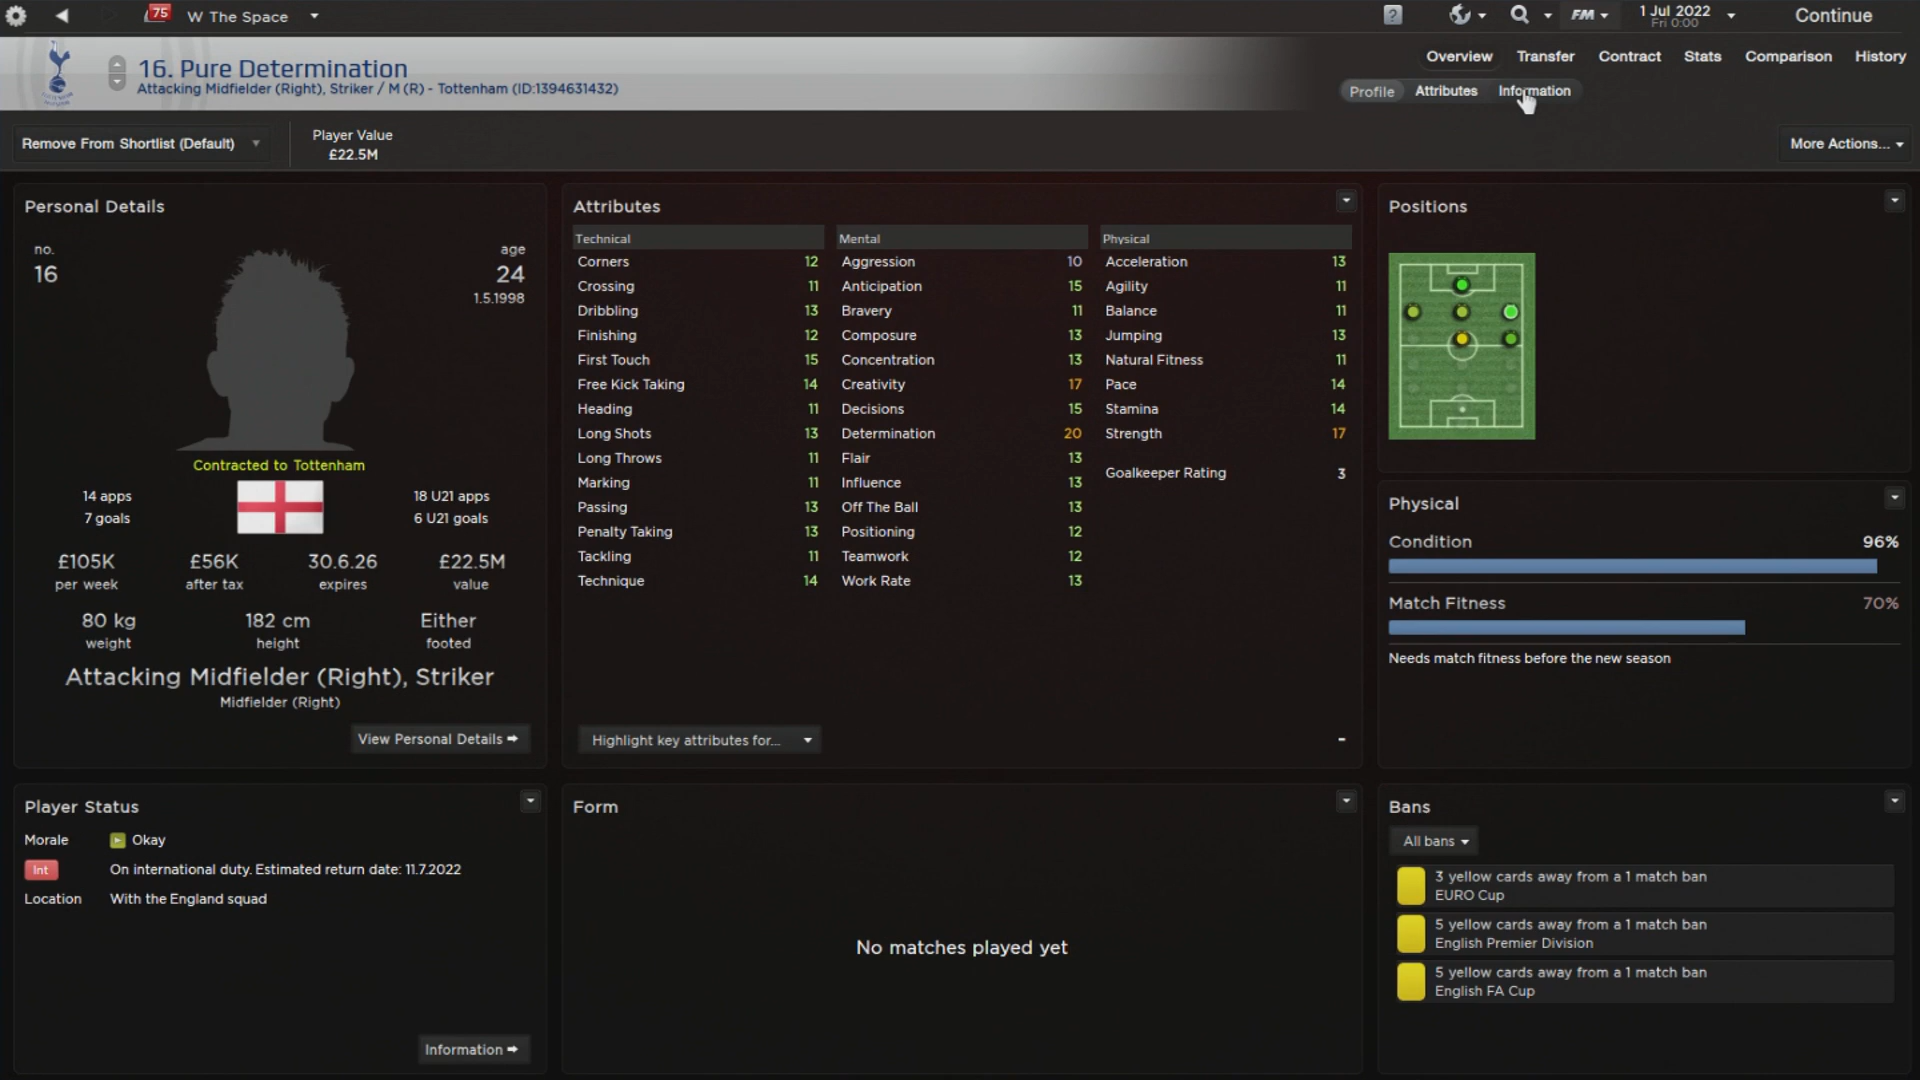 75 W The Space
?
FM
1 Jul 2022
Fri 0:00
Continue
16. Pure Determination
Attacking Midfielder (Right), Striker / M (R) - Tottenham (ID:1394631432)
Overview Transfer Contract Stats Comparison History
Profile Attributes Information
Remove From Shortlist (Default)
Player Value
£22.5M
More Actions...
Personal Details
no.
16
age
24
1.5.1998
Contracted to Tottenham
14 apps
7 goals
18 U21 apps
6 U21 goals
£105K
per week
£56K
after tax
30.6.26
expires
£22.5M
value
80 kg
weight
182 cm
height
Either
footed
Attacking Midfielder (Right), Striker
Midfielder (Right)
View Personal Details
Attributes
Technical
Corners 12
Crossing 11
Dribbling 13
Finishing 12
First Touch 15
Free Kick Taking 14
Heading 11
Long Shots 13
Long Throws 11
Marking 11
Passing 13
Penalty Taking 13
Tackling 11
Technique 14
Mental
Aggression 10
Anticipation 15
Bravery 11
Composure 13
Concentration 13
Creativity 17
Decisions 15
Determination 20
Flair 13
Influence 13
Off The Ball 13
Positioning 12
Teamwork 12
Work Rate 13
Physical
Acceleration 13
Agility 11
Balance 11
Jumping 13
Natural Fitness 11
Pace 14
Stamina 14
Strength 17
Goalkeeper Rating 3
Highlight key attributes for...
-
Positions
Physical
Condition 96%
Match Fitness 70%
Needs match fitness before the new season
Player Status
Morale Okay
Int On international duty. Estimated return date: 11.7.2022
Location With the England squad
Information
Form
No matches played yet
Bans
All bans
3 yellow cards away from a 1 match ban
EURO Cup
5 yellow cards away from a 1 match ban
English Premier Division
5 yellow cards away from a 1 match ban
English FA Cup